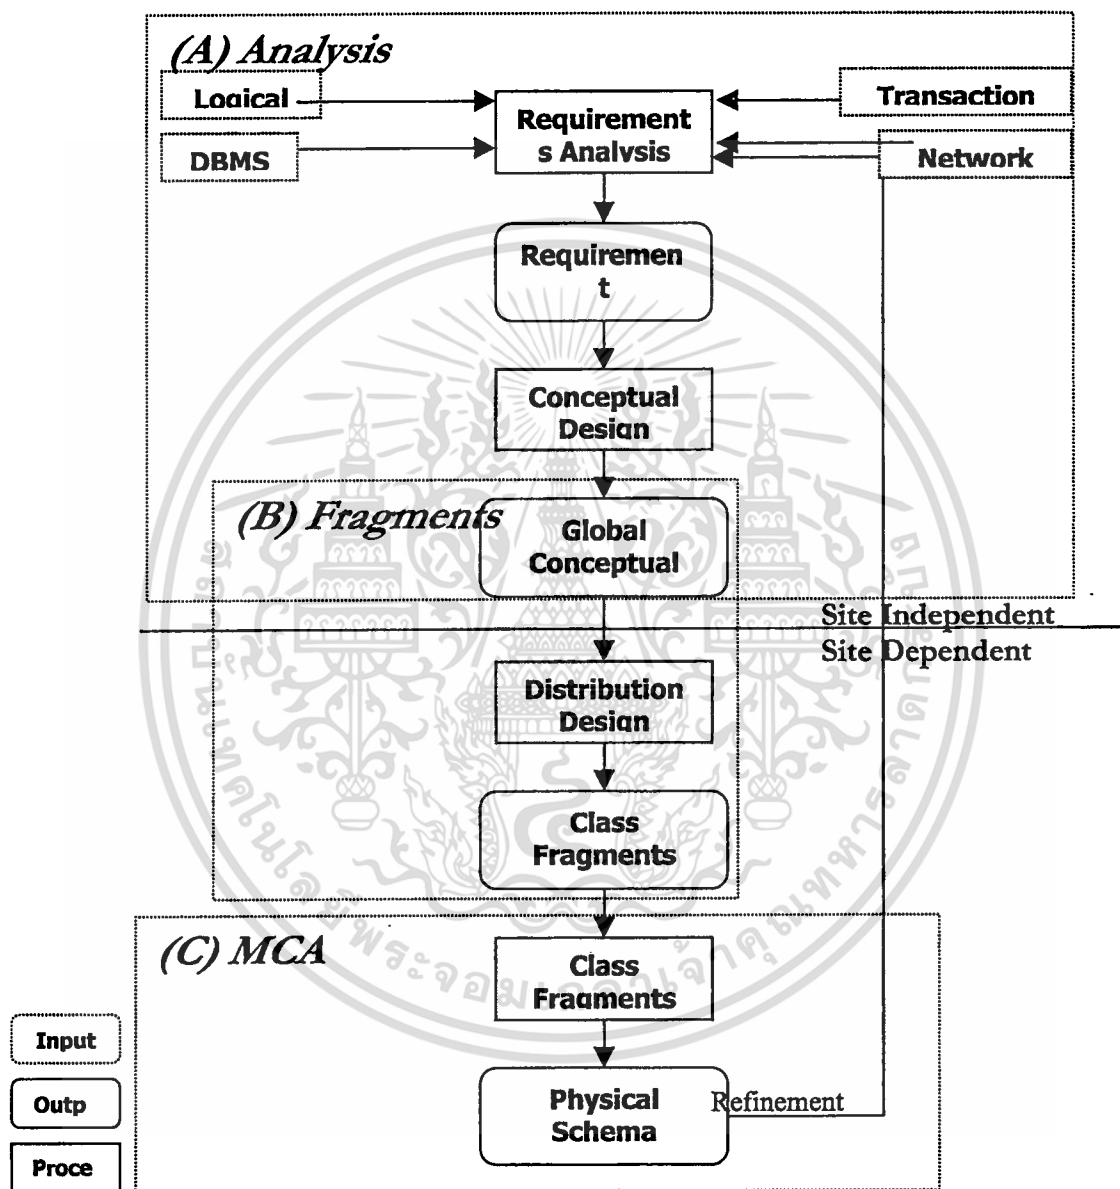 (A) Analysis
Logical
Transaction
Requirement
s Analysis
DBMS
Network
Requiremen
t
Conceptual
Design
(B) Fragments
Global
Conceptual
Site Independent
Site Dependent
Distribution
Design
Class
Fragments
(C) MCA
Class
Fragments
Input
Outp
Physical
Schema
Refinement
Proce